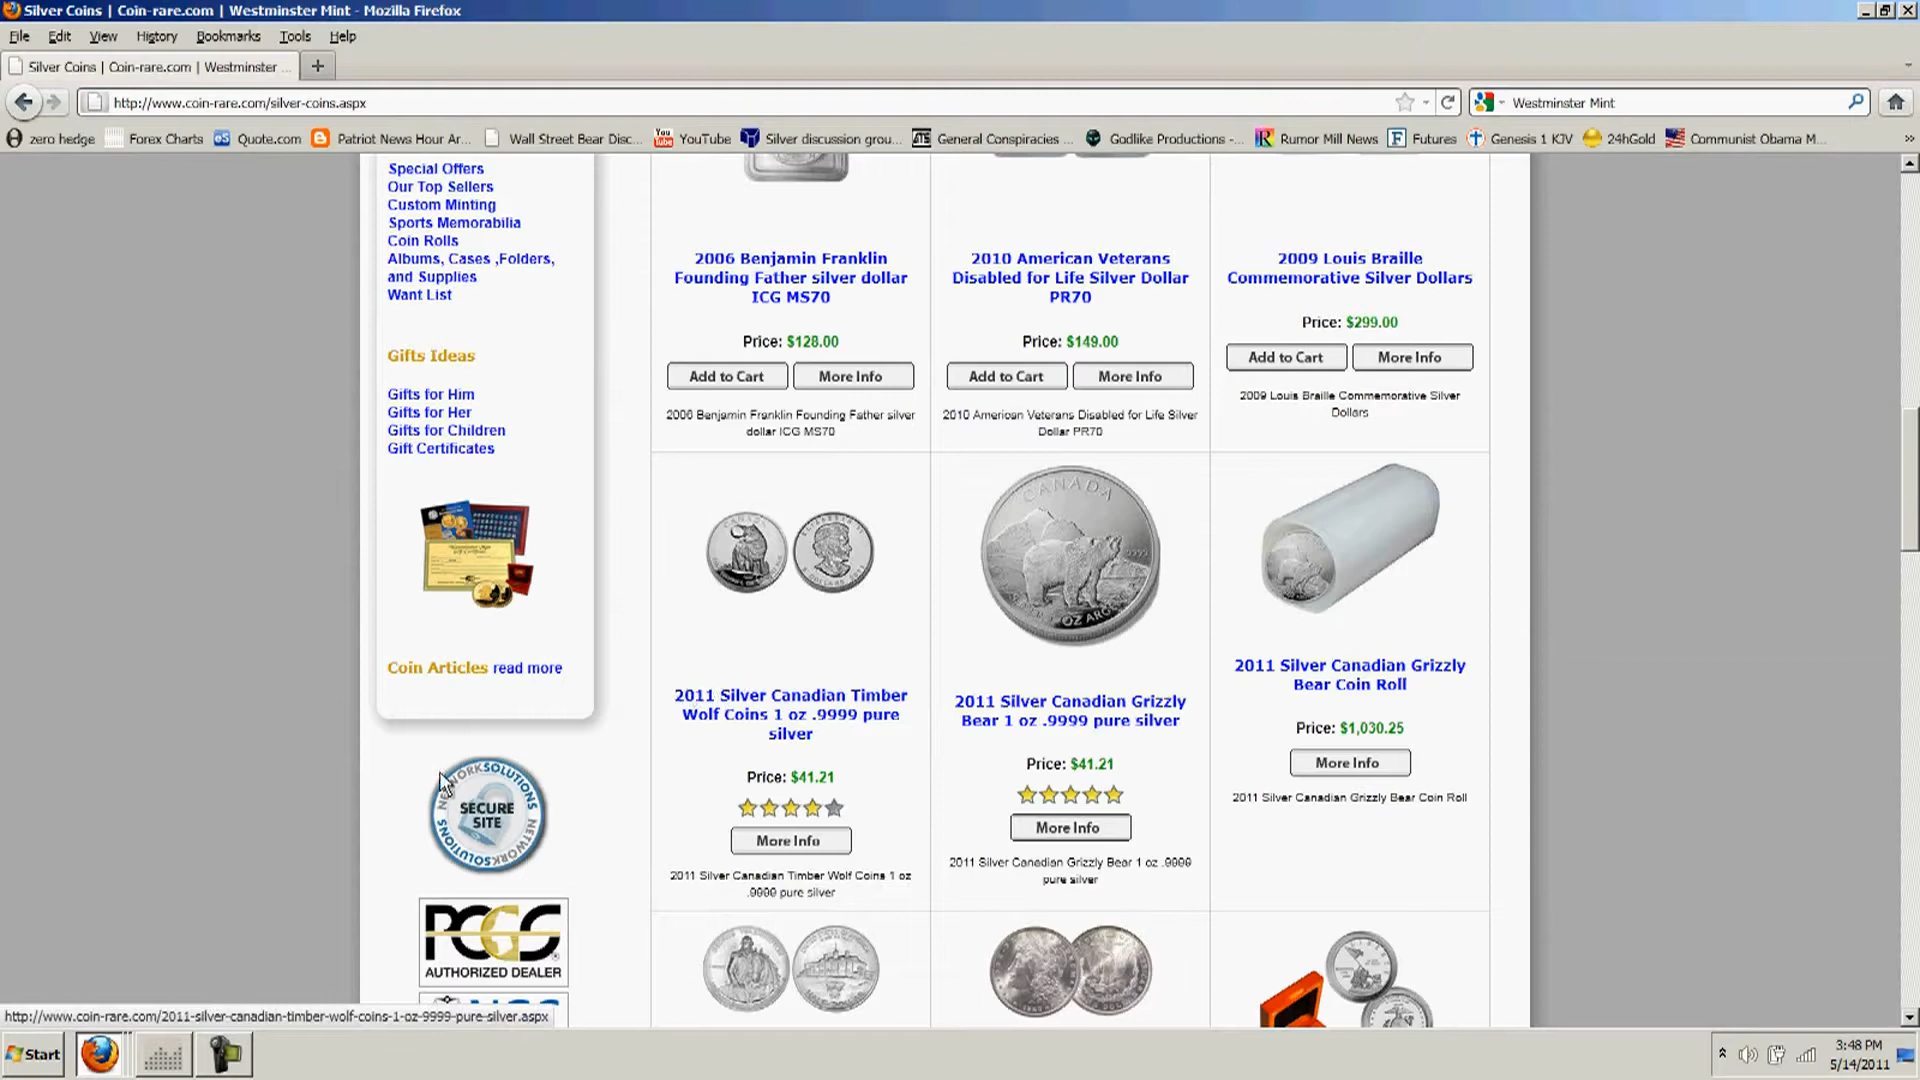 Silver Coins | Coin-rare.com | Westminster Mint - Mozilla Firefox
File Edit View History Bookmarks Tools Help
Silver Coins | Coin-rare.com | Westminster ...
http://www.coin-rare.com/silver-coins.aspx
Westminster Mint
zero hedge Forex Charts Quote.com Patriot News Hour Ar... Wall Street Bear Disc... YouTube Silver discussion grou... General Conspiracies ... Godlike Productions -... Rumor Mill News Futures Genesis 1 KJV 24hGold Communist Obama M...
Special Offers
Our Top Sellers
Custom Minting
Sports Memorabilia
Coin Rolls
Albums, Cases ,Folders,
and Supplies
Want List
Gifts Ideas
Gifts for Him
Gifts for Her
Gifts for Children
Gift Certificates
Coin Articles read more
NETWORKSOLUTIONS
SECURE
SITE
NETWORKSOLUTIONS
PCGS
AUTHORIZED DEALER
2006 Benjamin Franklin
Founding Father silver dollar
ICG MS70
Price: $128.00
Add to Cart More Info
2006 Benjamin Franklin Founding Father silver
dollar ICG MS70
2010 American Veterans
Disabled for Life Silver Dollar
PR70
Price: $149.00
Add to Cart More Info
2010 American Veterans Disabled for Life Silver
Dollar PR70
2009 Louis Braille
Commemorative Silver Dollars
Price: $299.00
Add to Cart More Info
2009 Louis Braille Commemorative Silver
Dollars
2011 Silver Canadian Timber
Wolf Coins 1 oz .9999 pure
silver
Price: $41.21
More Info
2011 Silver Canadian Timber Wolf Coins 1 oz
.9999 pure silver
CANADA
2011 Silver Canadian Grizzly
Bear 1 oz .9999 pure silver
Price: $41.21
More Info
2011 Silver Canadian Grizzly Bear 1 oz .9999
pure silver
2011 Silver Canadian Grizzly
Bear Coin Roll
Price: $1,030.25
More Info
2011 Silver Canadian Grizzly Bear Coin Roll
http://www.coin-rare.com/2011-silver-canadian-timber-wolf-coins-1-oz-9999-pure-silver.aspx
Start
3:48 PM
5/14/2011